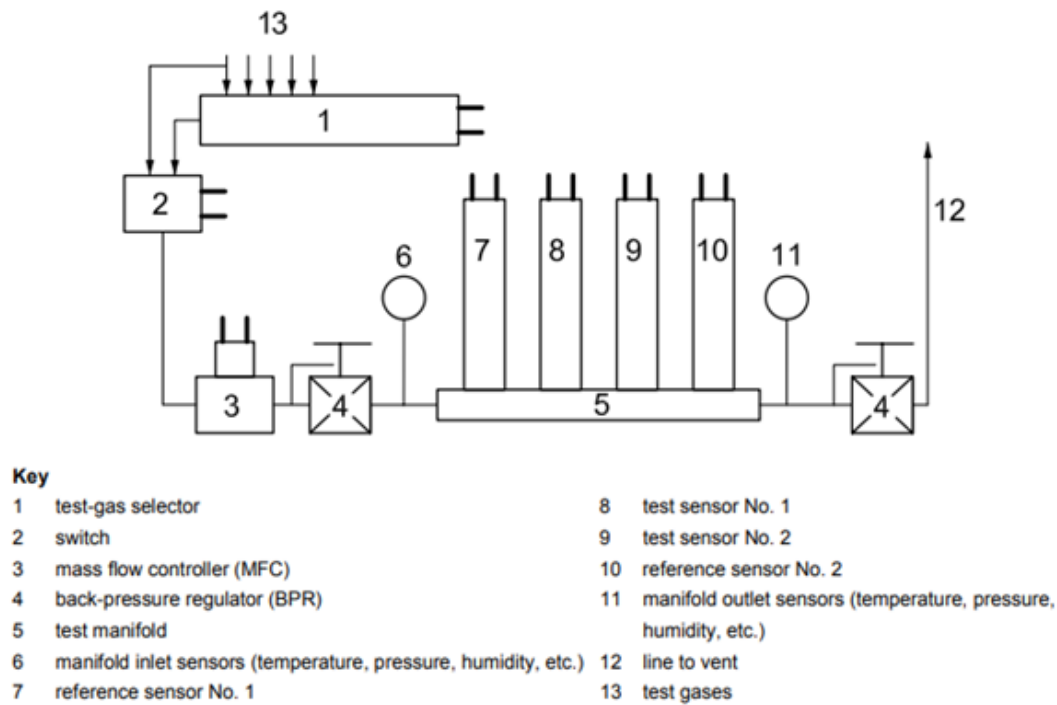 13
1
2
12
6
7
8
9
10
11
3
4
5
4
Key
1 test-gas selector
2 switch
3 mass flow controller (MFC)
4 back-pressure regulator (BPR)
5 test manifold
6 manifold inlet sensors (temperature, pressure, humidity, etc.)
7 reference sensor No. 1
8 test sensor No. 1
9 test sensor No. 2
10 reference sensor No. 2
11 manifold outlet sensors (temperature, pressure,
humidity, etc.)
12 line to vent
13 test gases